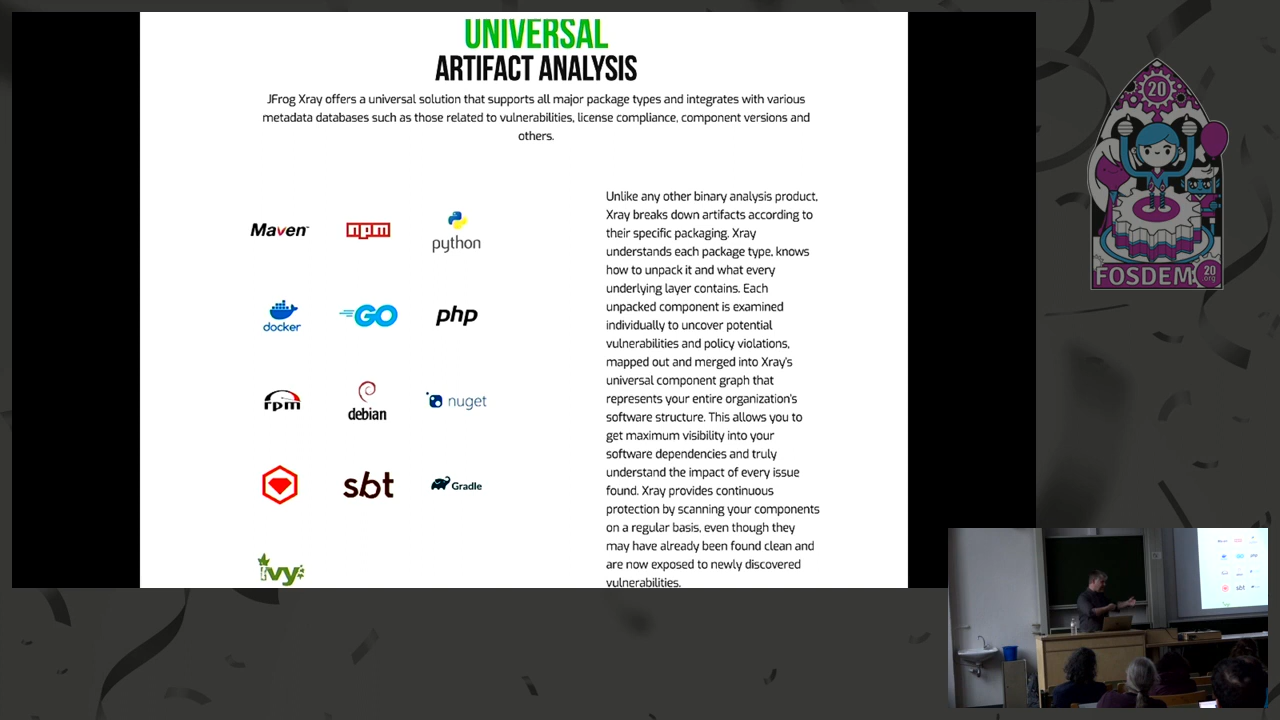 UNIVERSAL
ARTIFACT ANALYSIS
JFrog Xray offers a universal solution that supports all major package types and integrates with various
metadata databases such as those related to vulnerabilities, license compliance, component versions and
others.
Maven
npm
python
docker
GO
php
rpm
debian
nuget
sbt
Gradle
ivy
Unlike any other binary analysis product,
Xray breaks down artifacts according to
their specific packaging. Xray
understands each package type, knows
how to unpack it and what every
underlying layer contains. Each
unpacked component is examined
individually to uncover potential
vulnerabilities and policy violations,
mapped out and merged into Xray's
universal component graph that
represents your entire organization's
software structure. This allows you to
get maximum visibility into your
software dependencies and truly
understand the impact of every issue
found. Xray provides continuous
protection by scanning your components
on a regular basis, even though they
may have already been found clean and
are now exposed to newly discovered
vulnerabilities.
20
FOSDEM
20
.org